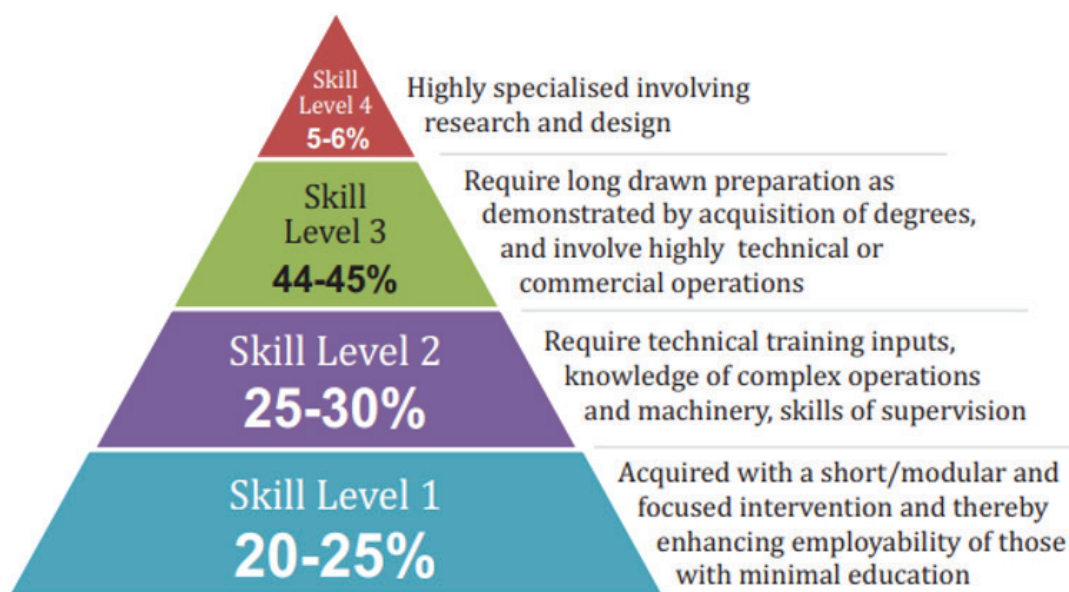 Skill
Level 4
5-6%
Highly specialised involving
research and design
Skill
Level 3
44-45%
Require long drawn preparation as
demonstrated by acquisition of degrees,
and involve highly technical or
commercial operations
Skill Level 2
25-30%
Require technical training inputs,
knowledge of complex operations
and machinery, skills of supervision
Skill Level 1
20-25%
Acquired with a short/modular and
focused intervention and thereby
enhancing employability of those
with minimal education